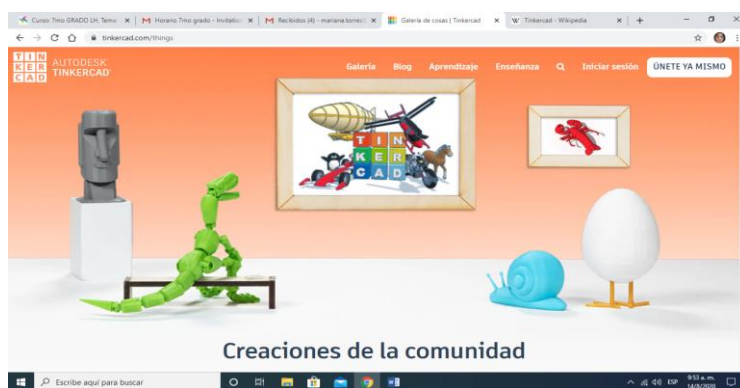 Curso: 7mo GRADO LH, Tema
Horario 7mo grado - Invitation
Recibidos (4) - mariana.torres
Galería de cosas | Tinkercad
Tinkercad - Wikipedia
tinkercad.com/things
TIN
KER
CAD
AUTODESK
TINKERCAD
Galería Blog Aprendizaje Enseñanza Iniciar sesión ÚNETE YA MISMO
TIN
KER
CAD
Creaciones de la comunidad
Escribe aquí para buscar
ESP
9:53 a. m.
14/8/2020